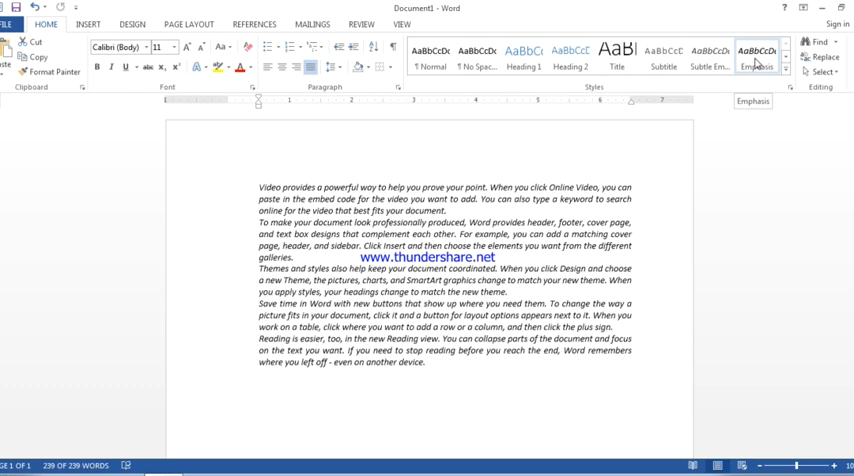 Document1 - Word
?
Sign in
FILE HOME INSERT DESIGN PAGE LAYOUT REFERENCES MAILINGS REVIEW VIEW
Cut
Copy
Format Painter
Clipboard
Calibri (Body) 11
Font
Paragraph
AaBbCcDc AaBbCcDc AaBbCc AaBbCcD AaBl AaBbCcD AaBbCcDc AaBbCcDc
¶ Normal ¶ No Spac... Heading 1 Heading 2 Title Subtitle Subtle Em... Emphasis
Styles
Find
Replace
Select
Editing
Emphasis
1 1 2 3 4 5 6 7
Video provides a powerful way to help you prove your point. When you click Online Video, you can
paste in the embed code for the video you want to add. You can also type a keyword to search
online for the video that best fits your document.
To make your document look professionally produced, Word provides header, footer, cover page,
and text box designs that complement each other. For example, you can add a matching cover
page, header, and sidebar. Click Insert and then choose the elements you want from the different
galleries.
www.thundershare.net
Themes and styles also help keep your document coordinated. When you click Design and choose
a new Theme, the pictures, charts, and SmartArt graphics change to match your new theme. When
you apply styles, your headings change to match the new theme.
Save time in Word with new buttons that show up where you need them. To change the way a
picture fits in your document, click it and a button for layout options appears next to it. When you
work on a table, click where you want to add a row or a column, and then click the plus sign.
Reading is easier, too, in the new Reading view. You can collapse parts of the document and focus
on the text you want. If you need to stop reading before you reach the end, Word remembers
where you left off - even on another device.
GE 1 OF 1 239 OF 239 WORDS